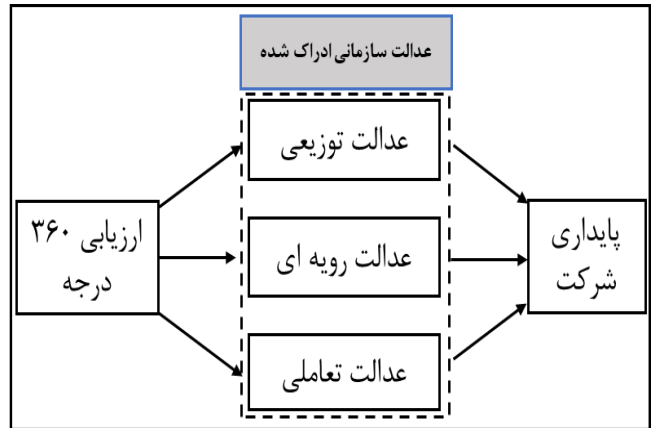 عدالت سازمانی ادراک شده
عدالت توزیعی
ارزیابی ۳۶۰
درجه
عدالت رویه ای
پایداری
شرکت
عدالت تعاملی